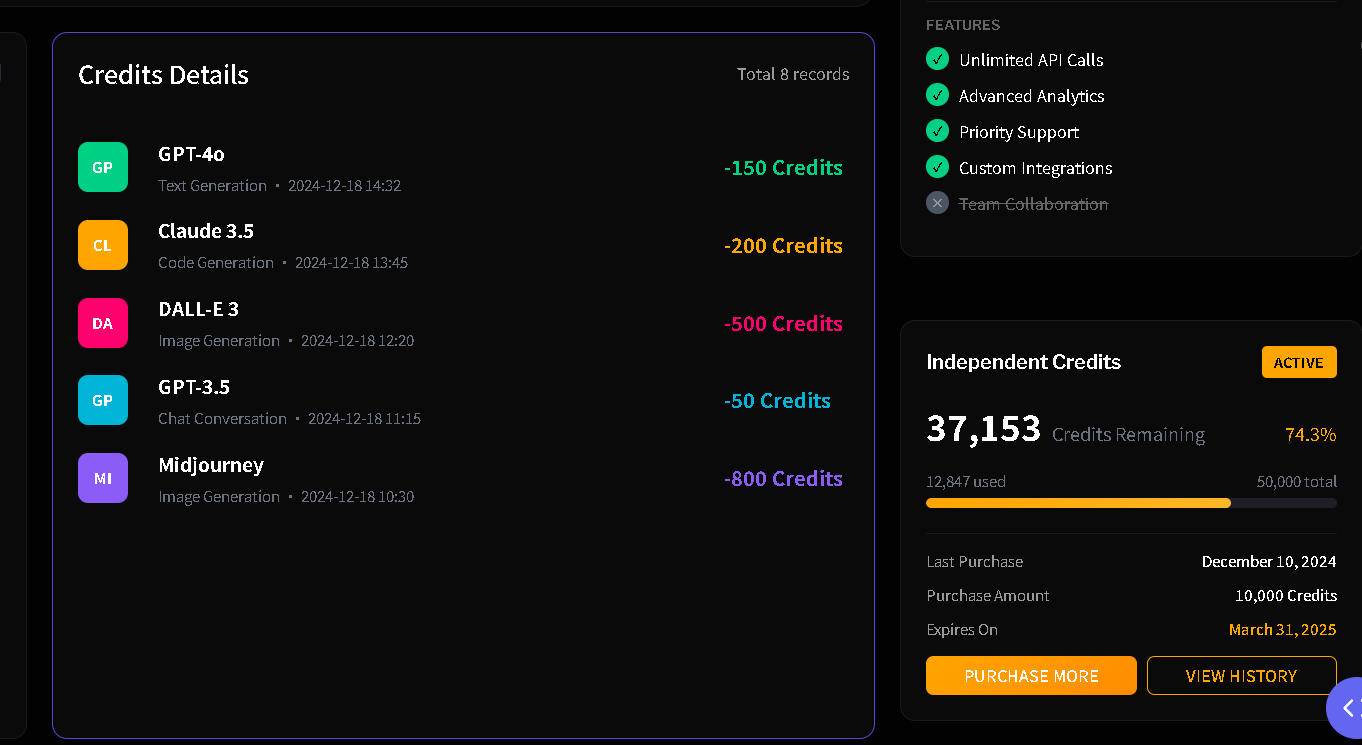 Credits Details
Total 8 records
GP
GPT-4o
Text Generation • 2024-12-18 14:32
-150 Credits
CL
Claude 3.5
Code Generation • 2024-12-18 13:45
-200 Credits
DA
DALL-E 3
Image Generation • 2024-12-18 12:20
-500 Credits
GP
GPT-3.5
Chat Conversation • 2024-12-18 11:15
-50 Credits
MI
Midjourney
Image Generation • 2024-12-18 10:30
-800 Credits
FEATURES
✓ Unlimited API Calls
✓ Advanced Analytics
✓ Priority Support
✓ Custom Integrations
✕ Team Collaboration
Independent Credits
ACTIVE
37,153 Credits Remaining
74.3%
12,847 used
50,000 total
Last Purchase
December 10, 2024
Purchase Amount
10,000 Credits
Expires On
March 31, 2025
PURCHASE MORE
VIEW HISTORY